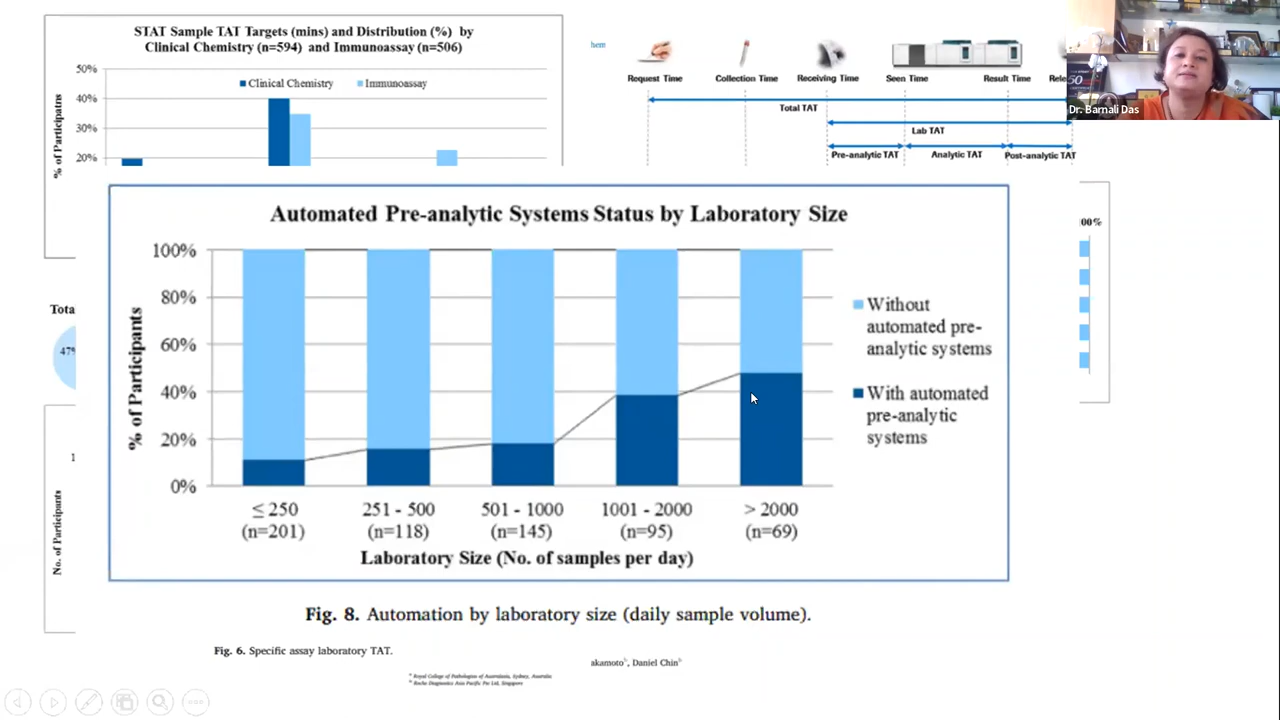 STAT Sample TAT Targets (mins) and Distribution (%) by
Clinical Chemistry (n=594) and Immunoassay (n=506)
50%
40%
30%
20%
% of Participatns
Clinical Chemistry
Immunoassay
hem
Request Time
Collection Time
Receiving Time
Seen Time
Result Time
Rele
Total TAT
Lab TAT
Pre-analytic TAT
Analytic TAT
Post-analytic TAT
Dr. Barnali Das
50
Automated Pre-analytic Systems Status by Laboratory Size
100%
80%
60%
40%
20%
0%
% of Participants
≤ 250
(n=201)
251 - 500
(n=118)
501 - 1000
(n=145)
1001 - 2000
(n=95)
> 2000
(n=69)
Laboratory Size (No. of samples per day)
Without
automated pre-
analytic systems
With automated
pre-analytic
systems
00%
Tota
47%
1
No. of Participants
Fig. 8. Automation by laboratory size (daily sample volume).
Fig. 6. Specific assay laboratory TAT.
akamoto b, Daniel Chin b
a Royal College of Pathologists of Australasia, Sydney, Australia
b Roche Diagnostics Asia Pacific Pte Ltd, Singapore